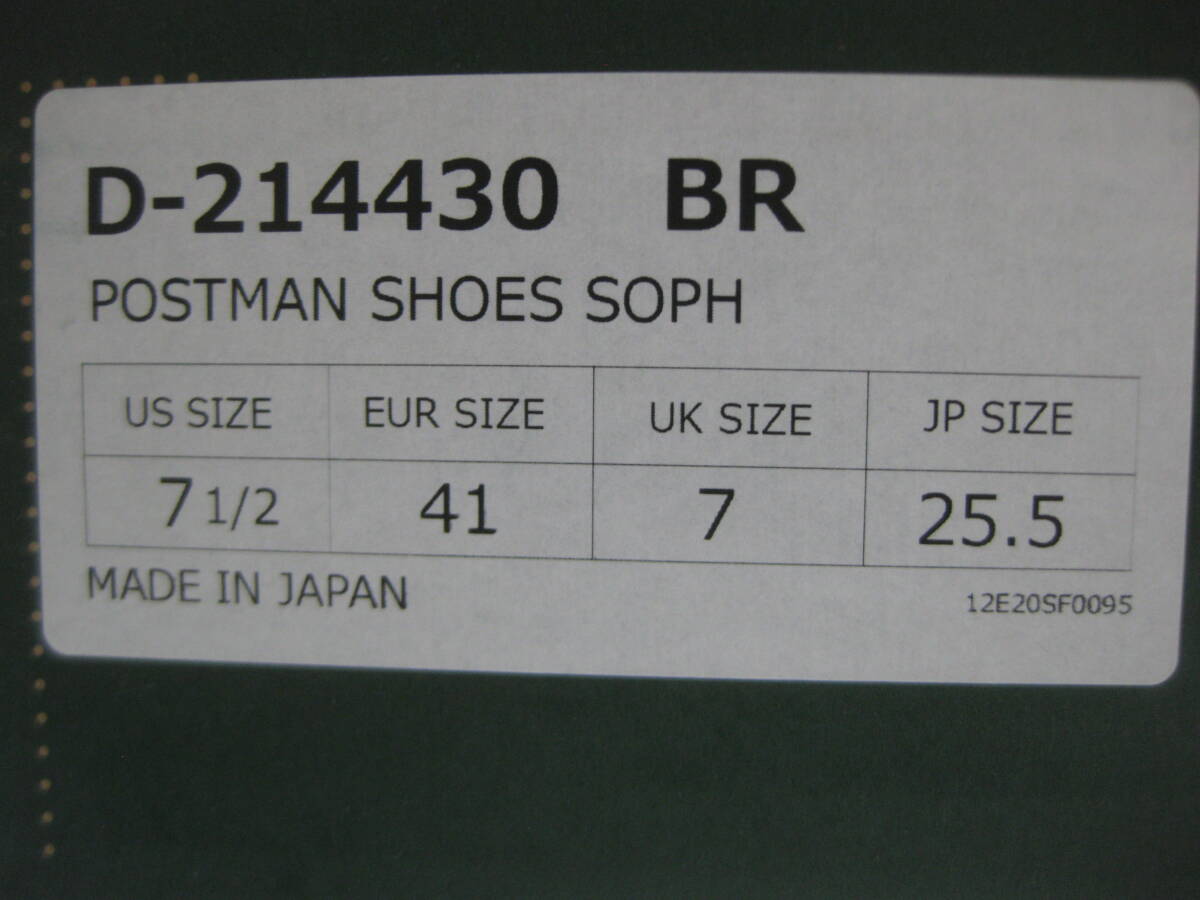 D-214430 BR
POSTMAN SHOES SOPH
US SIZE EUR SIZE UK SIZE JP SIZE
7 1/2 41 7 25.5
MADE IN JAPAN 12E20SF0095